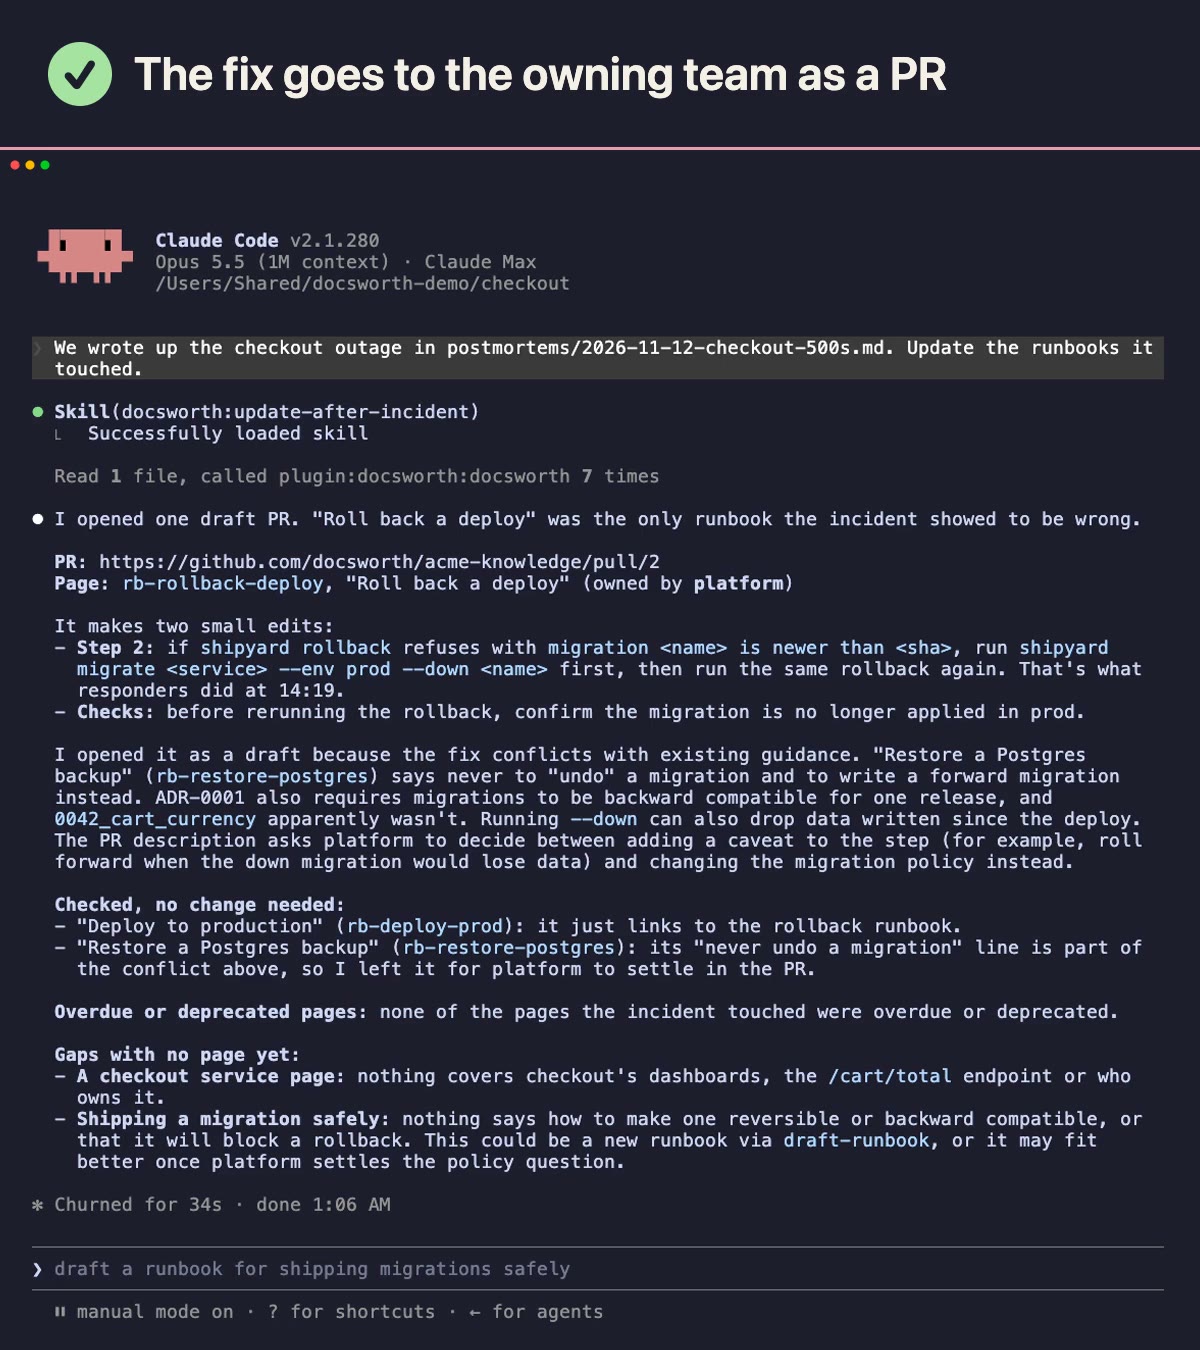 The fix goes to the owning team as a PR
Claude Code v2.1.280
Opus 5.5 (1M context) · Claude Max
/Users/Shared/docsworth-demo/checkout
❯ We wrote up the checkout outage in postmortems/2026-11-12-checkout-500s.md. Update the runbooks it
touched.
● Skill(docsworth:update-after-incident)
└ Successfully loaded skill
Read 1 file, called plugin:docsworth:docsworth 7 times
● I opened one draft PR. "Roll back a deploy" was the only runbook the incident showed to be wrong.
PR: https://github.com/docsworth/acme-knowledge/pull/2
Page: rb-rollback-deploy, "Roll back a deploy" (owned by platform)
It makes two small edits:
– Step 2: if shipyard rollback refuses with migration <name> is newer than <sha>, run shipyard
migrate <service> --env prod --down <name> first, then run the same rollback again. That's what
responders did at 14:19.
– Checks: before rerunning the rollback, confirm the migration is no longer applied in prod.
I opened it as a draft because the fix conflicts with existing guidance. "Restore a Postgres
backup" (rb-restore-postgres) says never to "undo" a migration and to write a forward migration
instead. ADR-0001 also requires migrations to be backward compatible for one release, and
0042_cart_currency apparently wasn't. Running --down can also drop data written since the deploy.
The PR description asks platform to decide between adding a caveat to the step (for example, roll
forward when the down migration would lose data) and changing the migration policy instead.
Checked, no change needed:
– "Deploy to production" (rb-deploy-prod): it just links to the rollback runbook.
– "Restore a Postgres backup" (rb-restore-postgres): its "never undo a migration" line is part of
the conflict above, so I left it for platform to settle in the PR.
Overdue or deprecated pages: none of the pages the incident touched were overdue or deprecated.
Gaps with no page yet:
– A checkout service page: nothing covers checkout's dashboards, the /cart/total endpoint or who
owns it.
– Shipping a migration safely: nothing says how to make one reversible or backward compatible, or
that it will block a rollback. This could be a new runbook via draft-runbook, or it may fit
better once platform settles the policy question.
✻ Churned for 34s · done 1:06 AM
❯ draft a runbook for shipping migrations safely
⏸ manual mode on · ? for shortcuts · ← for agents